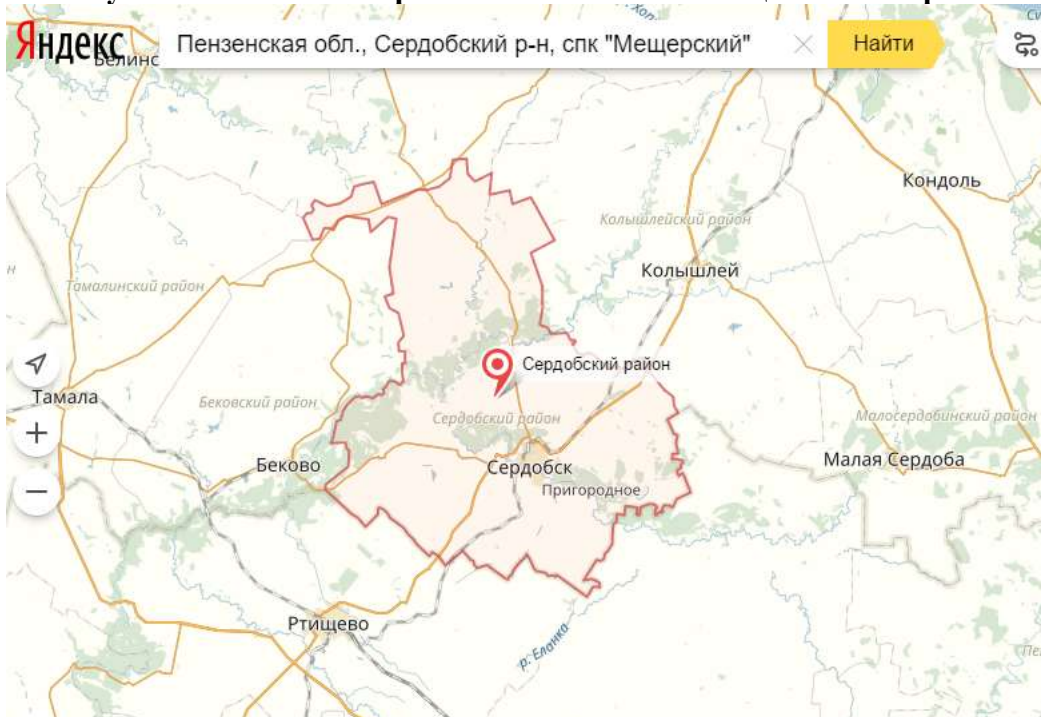 Яндекс
Пензенская обл., Сердобский р-н, спк "Мещерский"
Найти
Кондоль
Колышлейский район
Колышлей
Тамалинский район
Сердобский район
Тамала
Бековский район
Сердобский район
Малосердобинский район
Беково
Сердобск
Малая Сердоба
Пригородное
Ртищево
р. Еланка